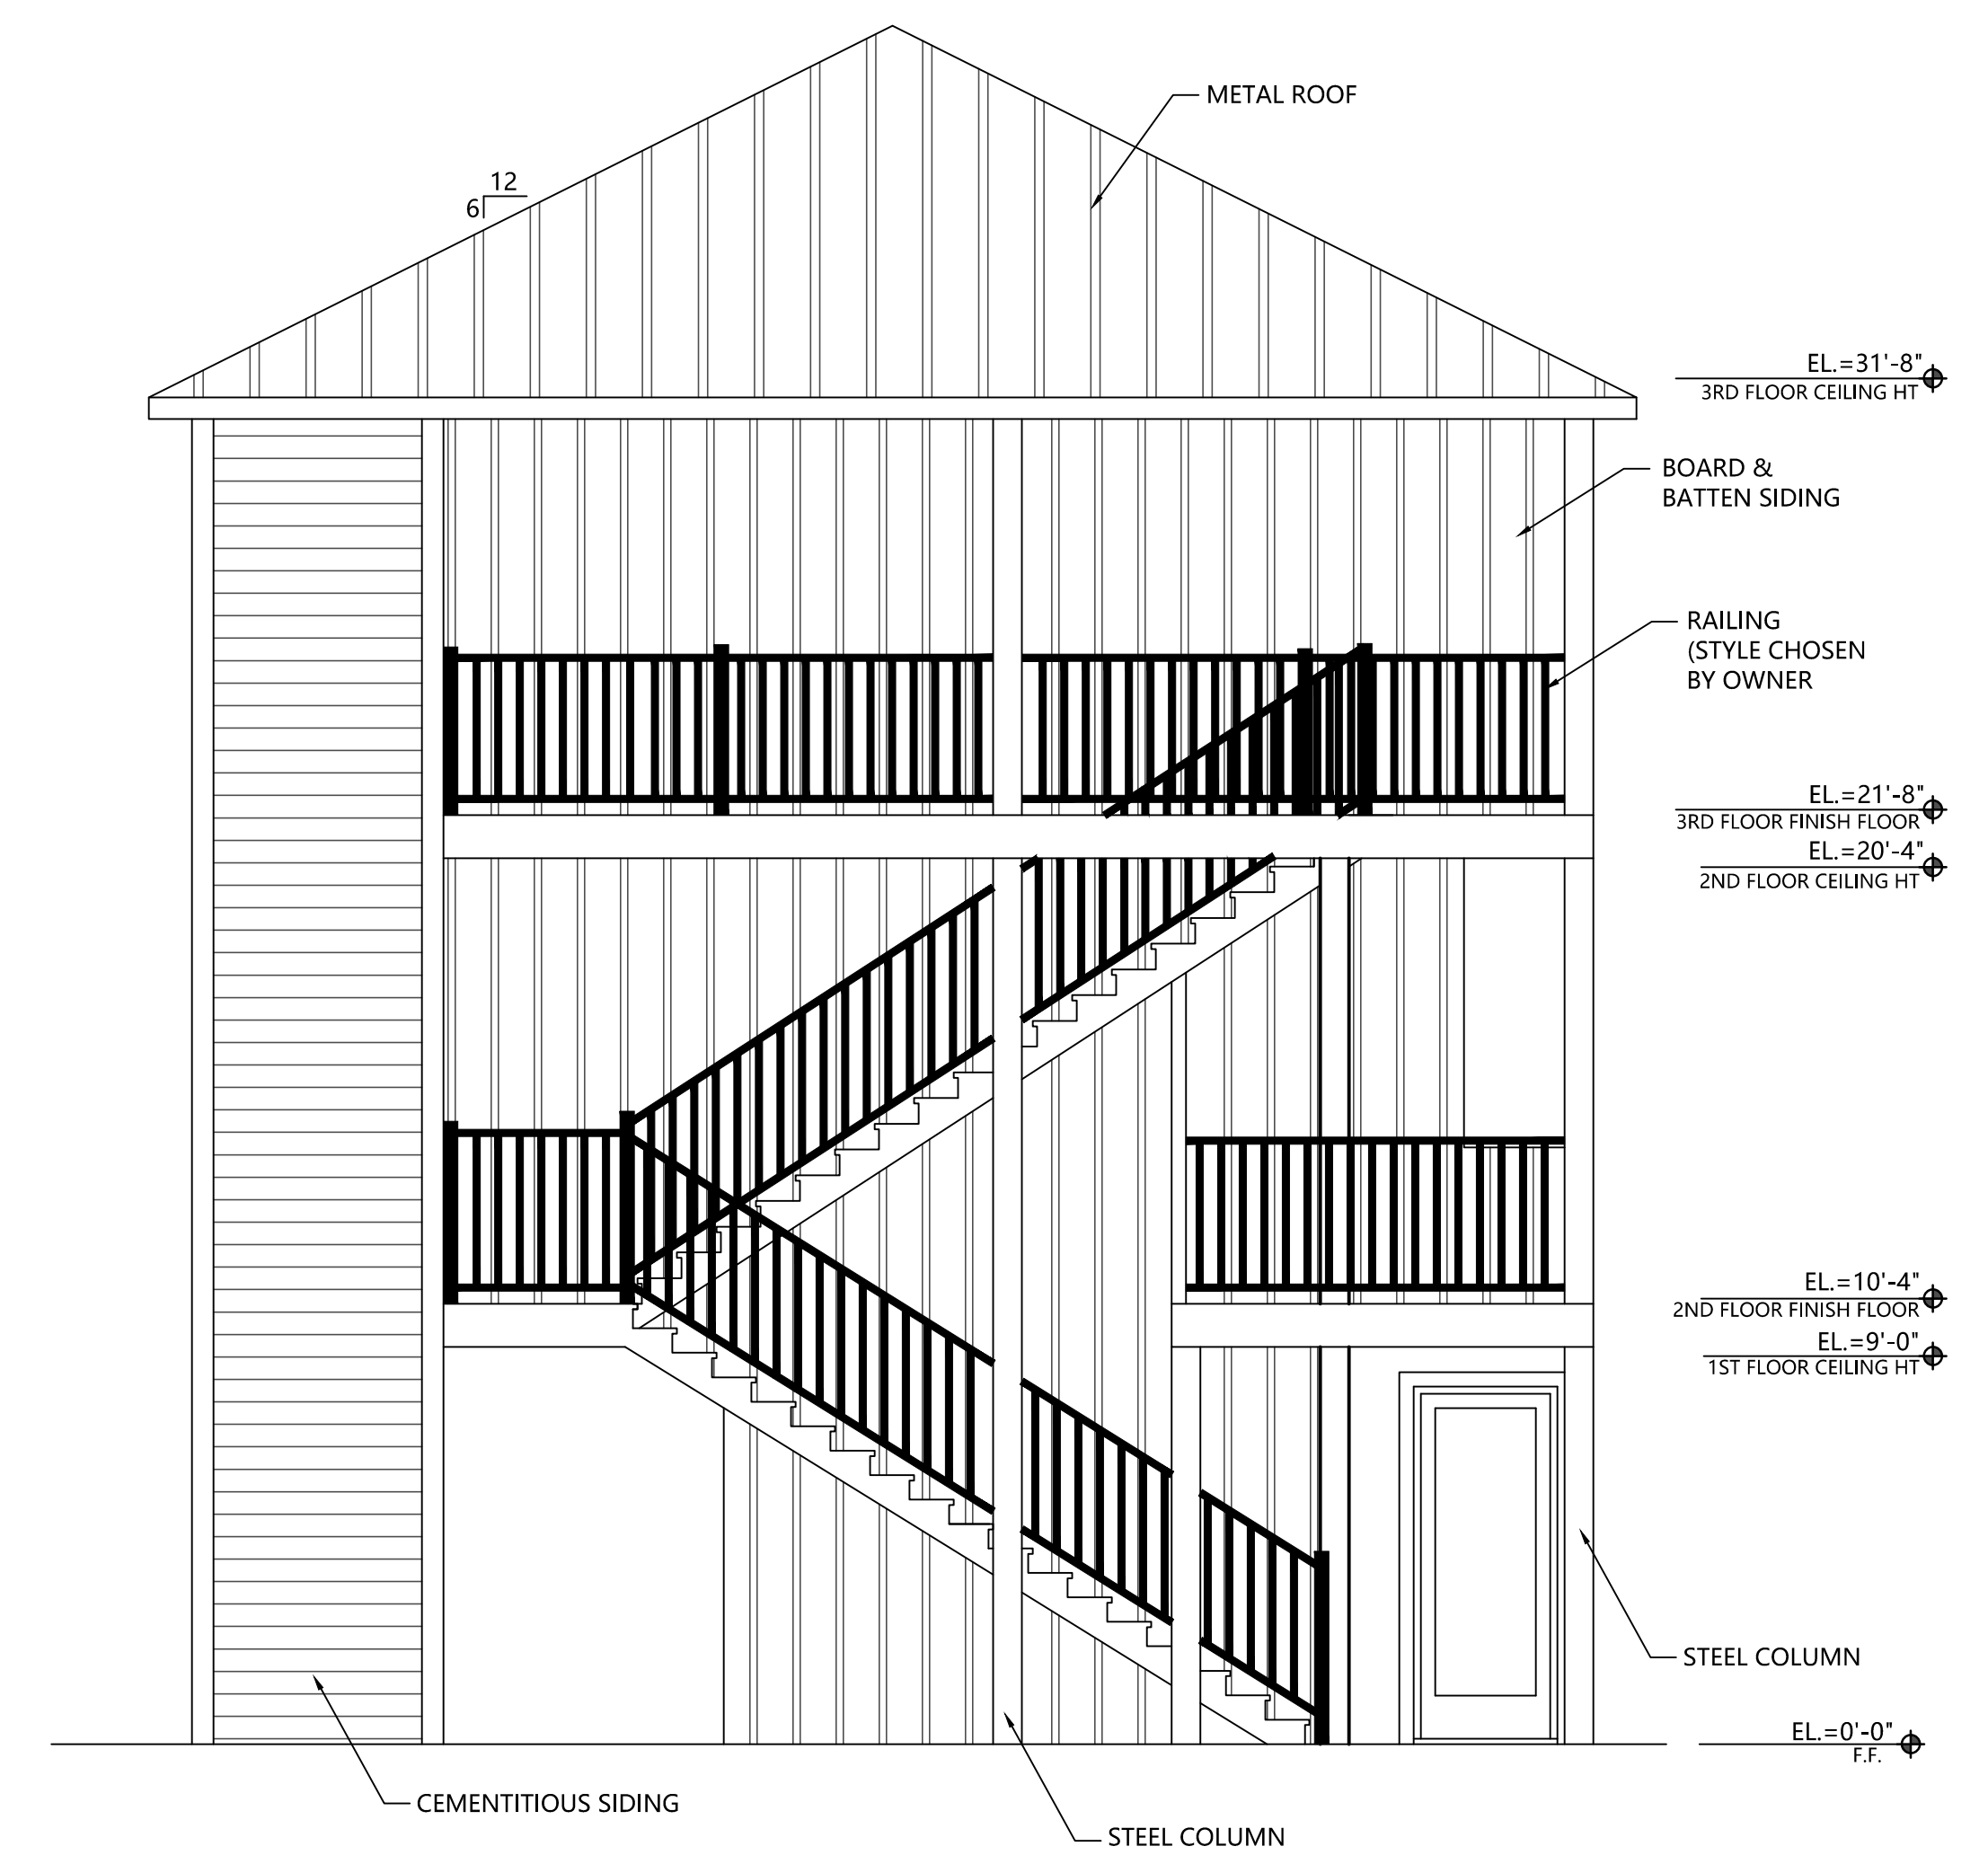 METAL ROOF
12
6
EL.=31'-8"
3RD FLOOR CEILING HT
BOARD &
BATTEN SIDING
RAILING
(STYLE CHOSEN
BY OWNER
EL.=21'-8"
3RD FLOOR FINISH FLOOR
EL.=20'-4"
2ND FLOOR CEILING HT
EL.=10'-4"
2ND FLOOR FINISH FLOOR
EL.=9'-0"
1ST FLOOR CEILING HT
STEEL COLUMN
EL.=0'-0"
F.F.
CEMENTITIOUS SIDING
STEEL COLUMN